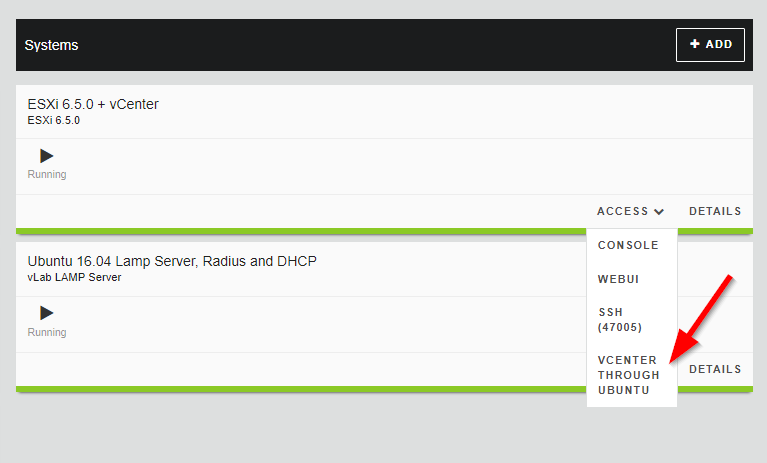 Systems
+ ADD
ESXi 6.5.0 + vCenter
ESXi 6.5.0
Running
ACCESS
DETAILS
CONSOLE
WEBUI
SSH
(47005)
VCENTER
THROUGH
UBUNTU
Ubuntu 16.04 Lamp Server, Radius and DHCP
vLab LAMP Server
Running
DETAILS